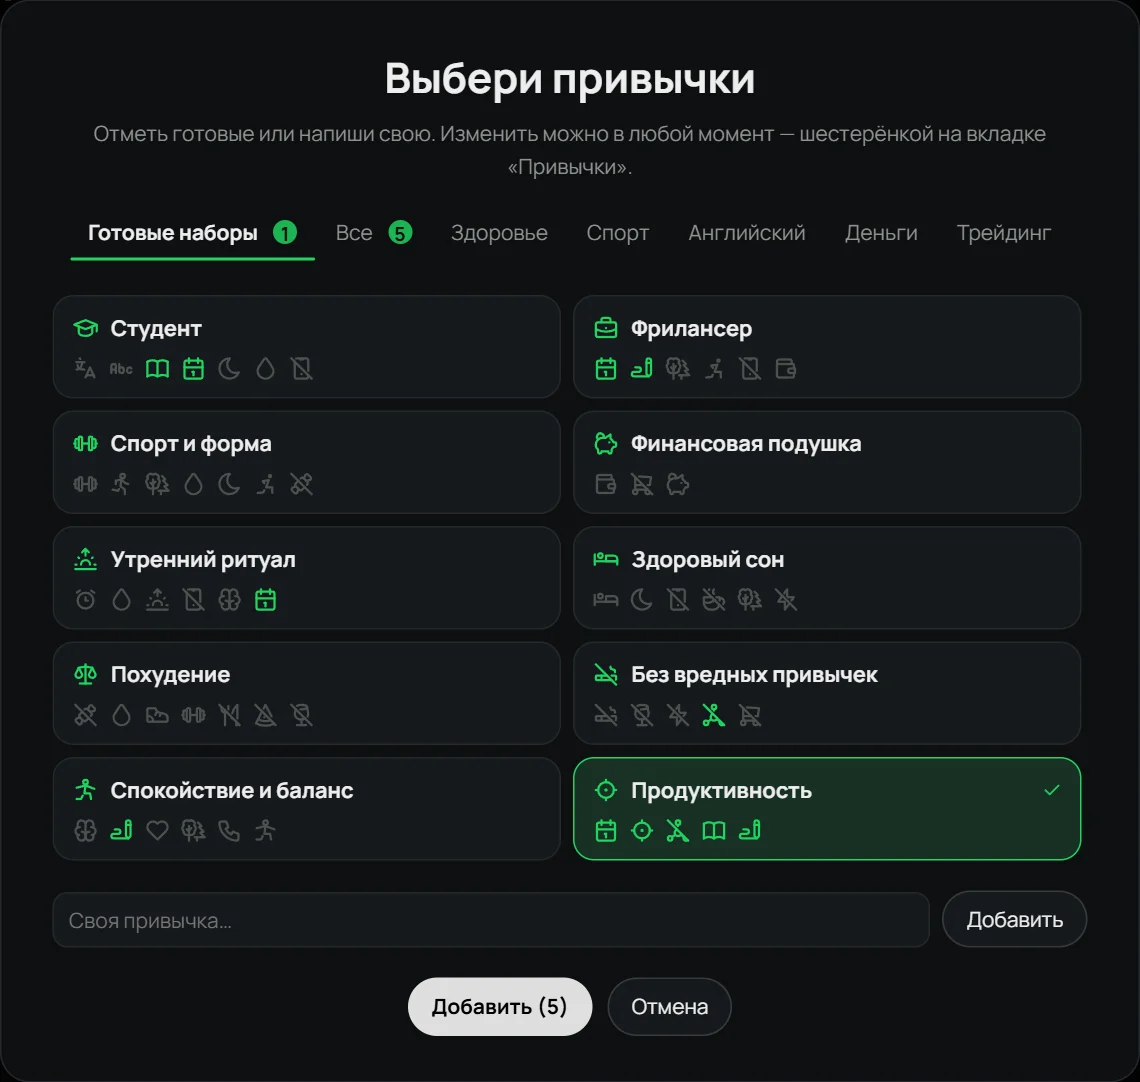 Выбери привычки
Отметь готовые или напиши свою. Изменить можно в любой момент — шестерёнкой на вкладке
«Привычки».
Готовые наборы 1 Все 5 Здоровье Спорт Английский Деньги Трейдинг
Студент
Abc
Фрилансер
Спорт и форма
Финансовая подушка
Утренний ритуал
Здоровый сон
Похудение
Без вредных привычек
Спокойствие и баланс
Продуктивность
Своя привычка…
Добавить
Добавить (5)
Отмена